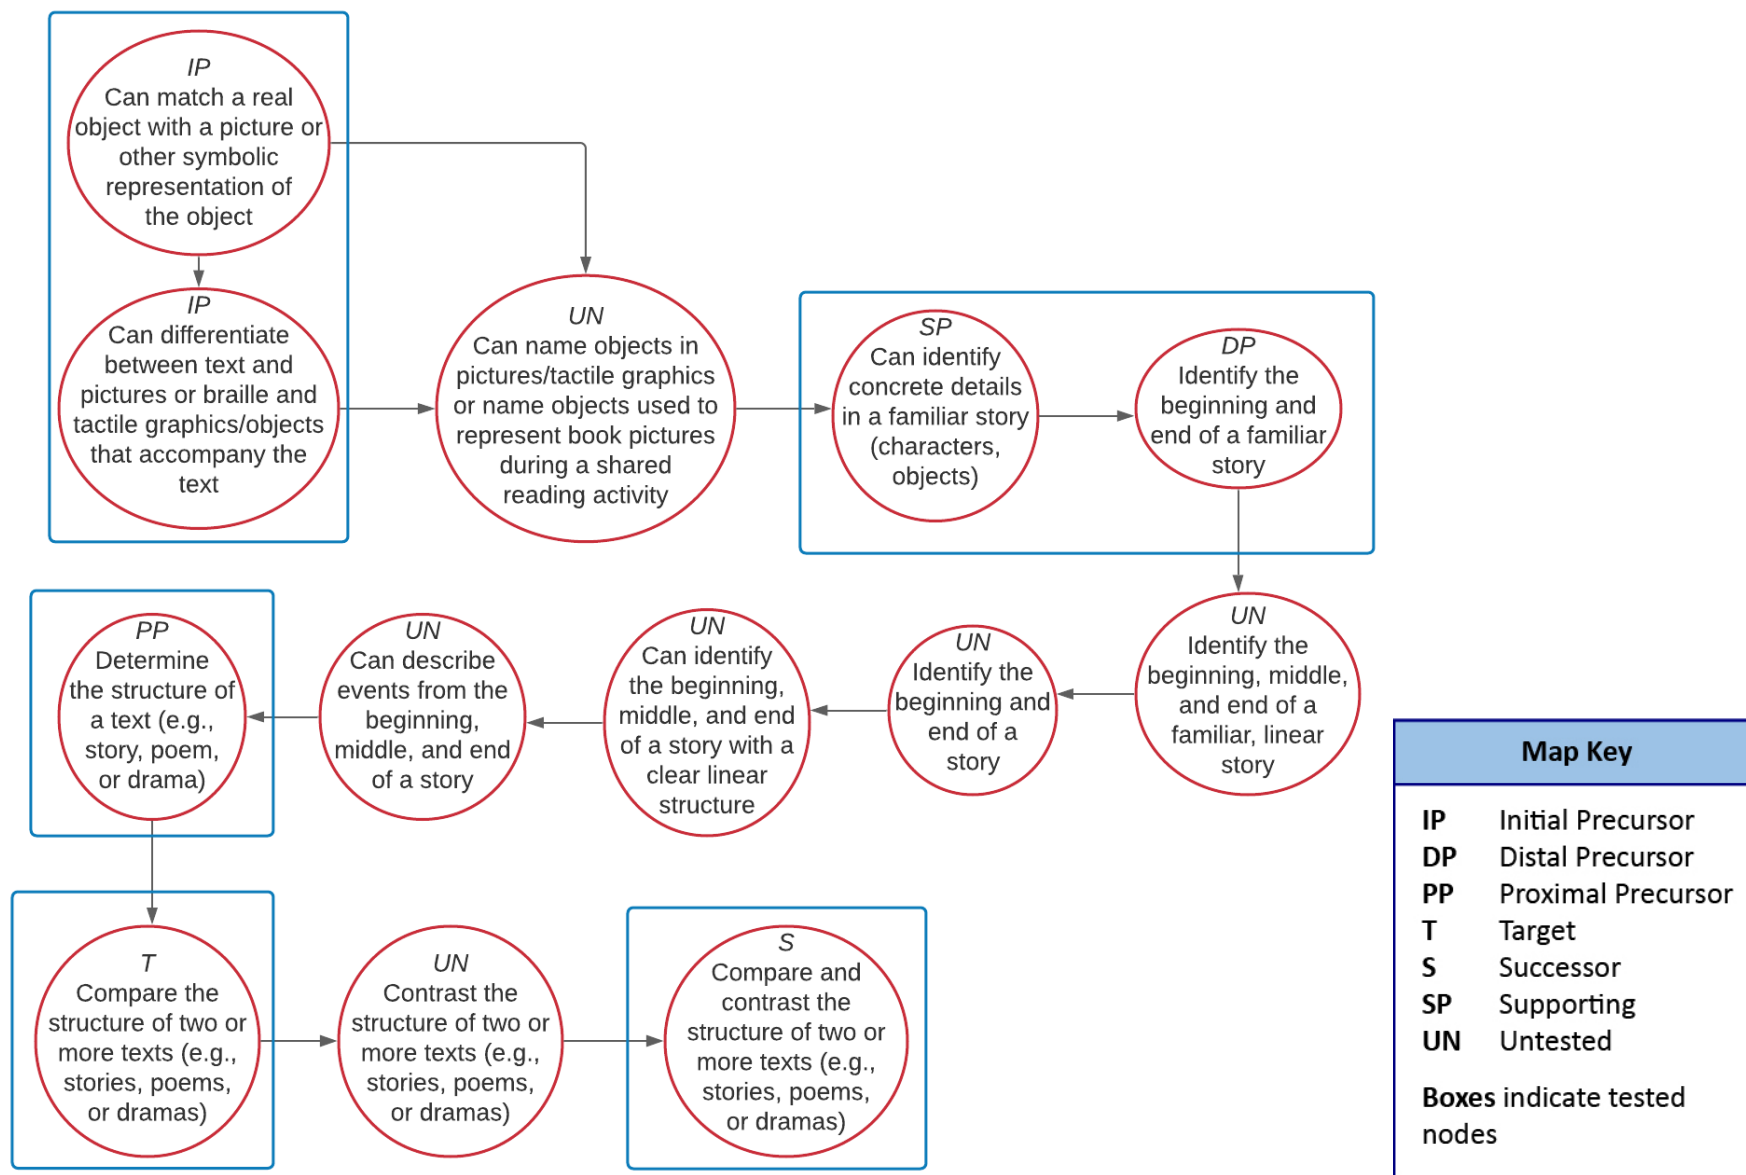 IP
Can match a real
object with a picture or
other symbolic
representation of
the object
IP
Can differentiate
between text and
pictures or braille and
tactile graphics/objects
that accompany the
text
UN
Can name objects in
pictures/tactile graphics
or name objects used to
represent book pictures
during a shared
reading activity
SP
Can identify
concrete details
in a familiar story
(characters,
objects)
DP
Identify the
beginning and
end of a familiar
story
UN
Identify the
beginning, middle,
and end of a
familiar, linear
story
UN
Identify the
beginning and
end of a
story
UN
Can identify
the beginning,
middle, and end
of a story with a
clear linear
structure
UN
Can describe
events from the
beginning,
middle, and end
of a story
PP
Determine
the structure of
a text (e.g.,
story, poem,
or drama)
T
Compare the
structure of two or
more texts (e.g.,
stories, poems,
or dramas)
UN
Contrast the
structure of two or
more texts (e.g.,
stories, poems,
or dramas)
S
Compare and
contrast the
structure of two or
more texts (e.g.,
stories, poems,
or dramas)
Map Key
IP Initial Precursor
DP Distal Precursor
PP Proximal Precursor
T Target
S Successor
SP Supporting
UN Untested
Boxes indicate tested
nodes